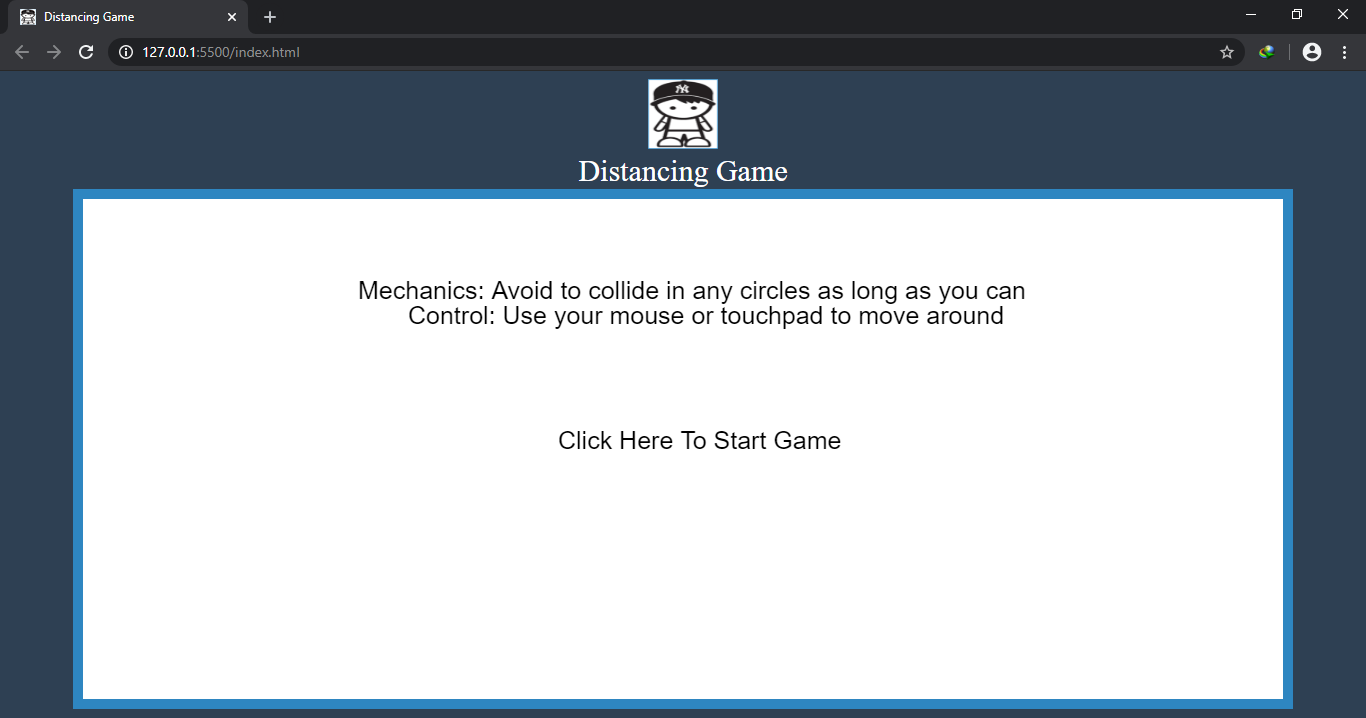 Distancing Game
127.0.0.1:5500/index.html
NY
Distancing Game
Mechanics: Avoid to collide in any circles as long as you can
Control: Use your mouse or touchpad to move around
Click Here To Start Game